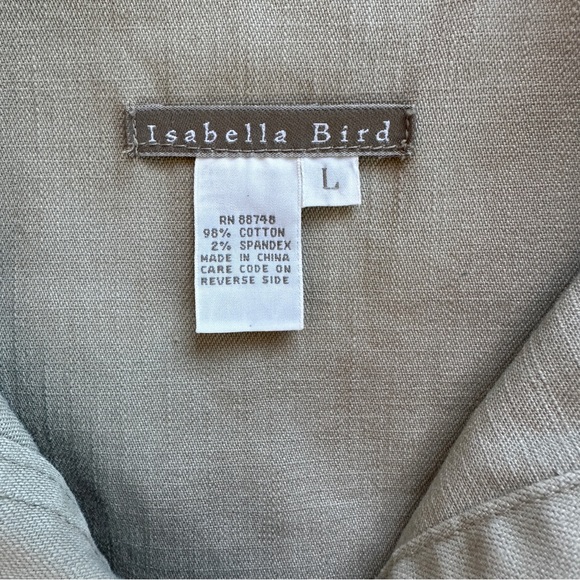 Isabella Bird
L
RN 88748
98% COTTON
2% SPANDEX
MADE IN CHINA
CARE CODE ON
REVERSE SIDE